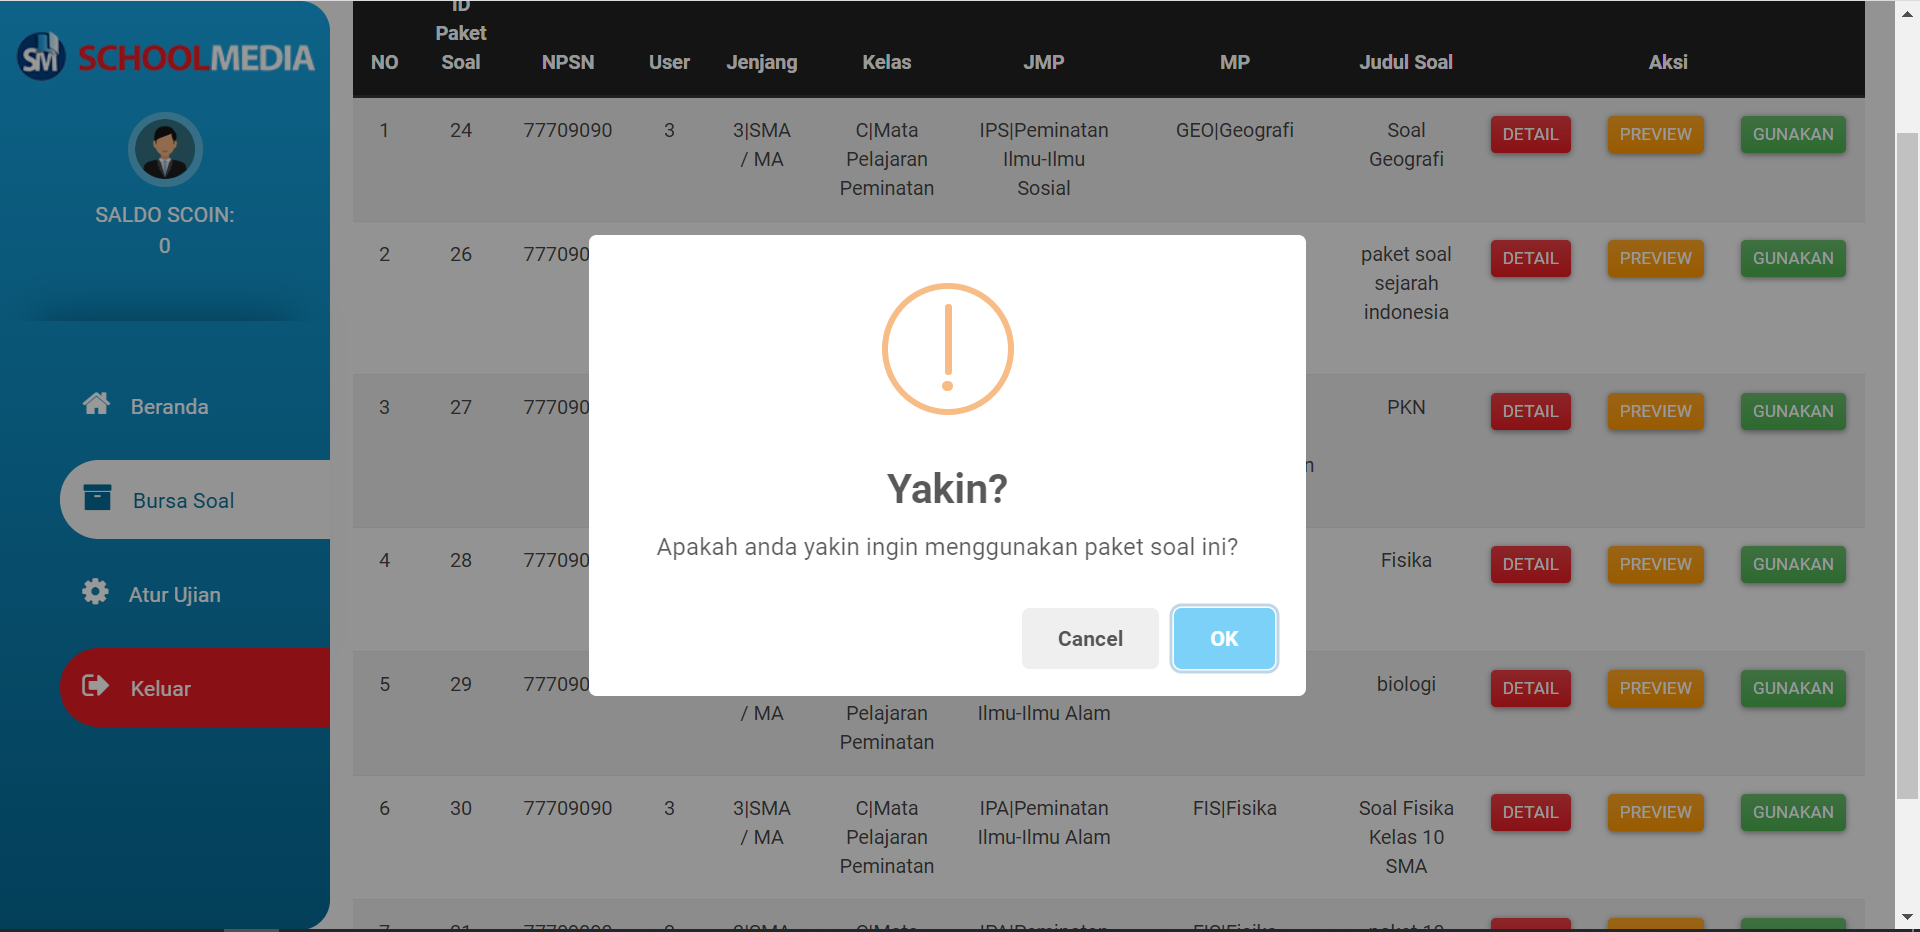 SM SCHOOLMEDIA
SALDO SCOIN:
0
Beranda
Bursa Soal
Atur Ujian
Keluar
NO ID Paket Soal NPSN User Jenjang Kelas JMP MP Judul Soal Aksi
1 24 77709090 3 3|SMA C|Mata IPS|Peminatan GEO|Geografi Soal DETAIL PREVIEW GUNAKAN
/ MA Pelajaran Ilmu-Ilmu Geografi
Peminatan Sosial
2 26 777090 paket soal DETAIL PREVIEW GUNAKAN
sejarah
indonesia
3 27 777090 PKN DETAIL PREVIEW GUNAKAN
n
4 28 777090 Fisika DETAIL PREVIEW GUNAKAN
5 29 777090 biologi DETAIL PREVIEW GUNAKAN
/ MA Pelajaran Ilmu-Ilmu Alam
Peminatan
6 30 77709090 3 3|SMA C|Mata IPA|Peminatan FIS|Fisika Soal Fisika DETAIL PREVIEW GUNAKAN
/ MA Pelajaran Ilmu-Ilmu Alam Kelas 10
Peminatan SMA
Yakin?
Apakah anda yakin ingin menggunakan paket soal ini?
Cancel OK